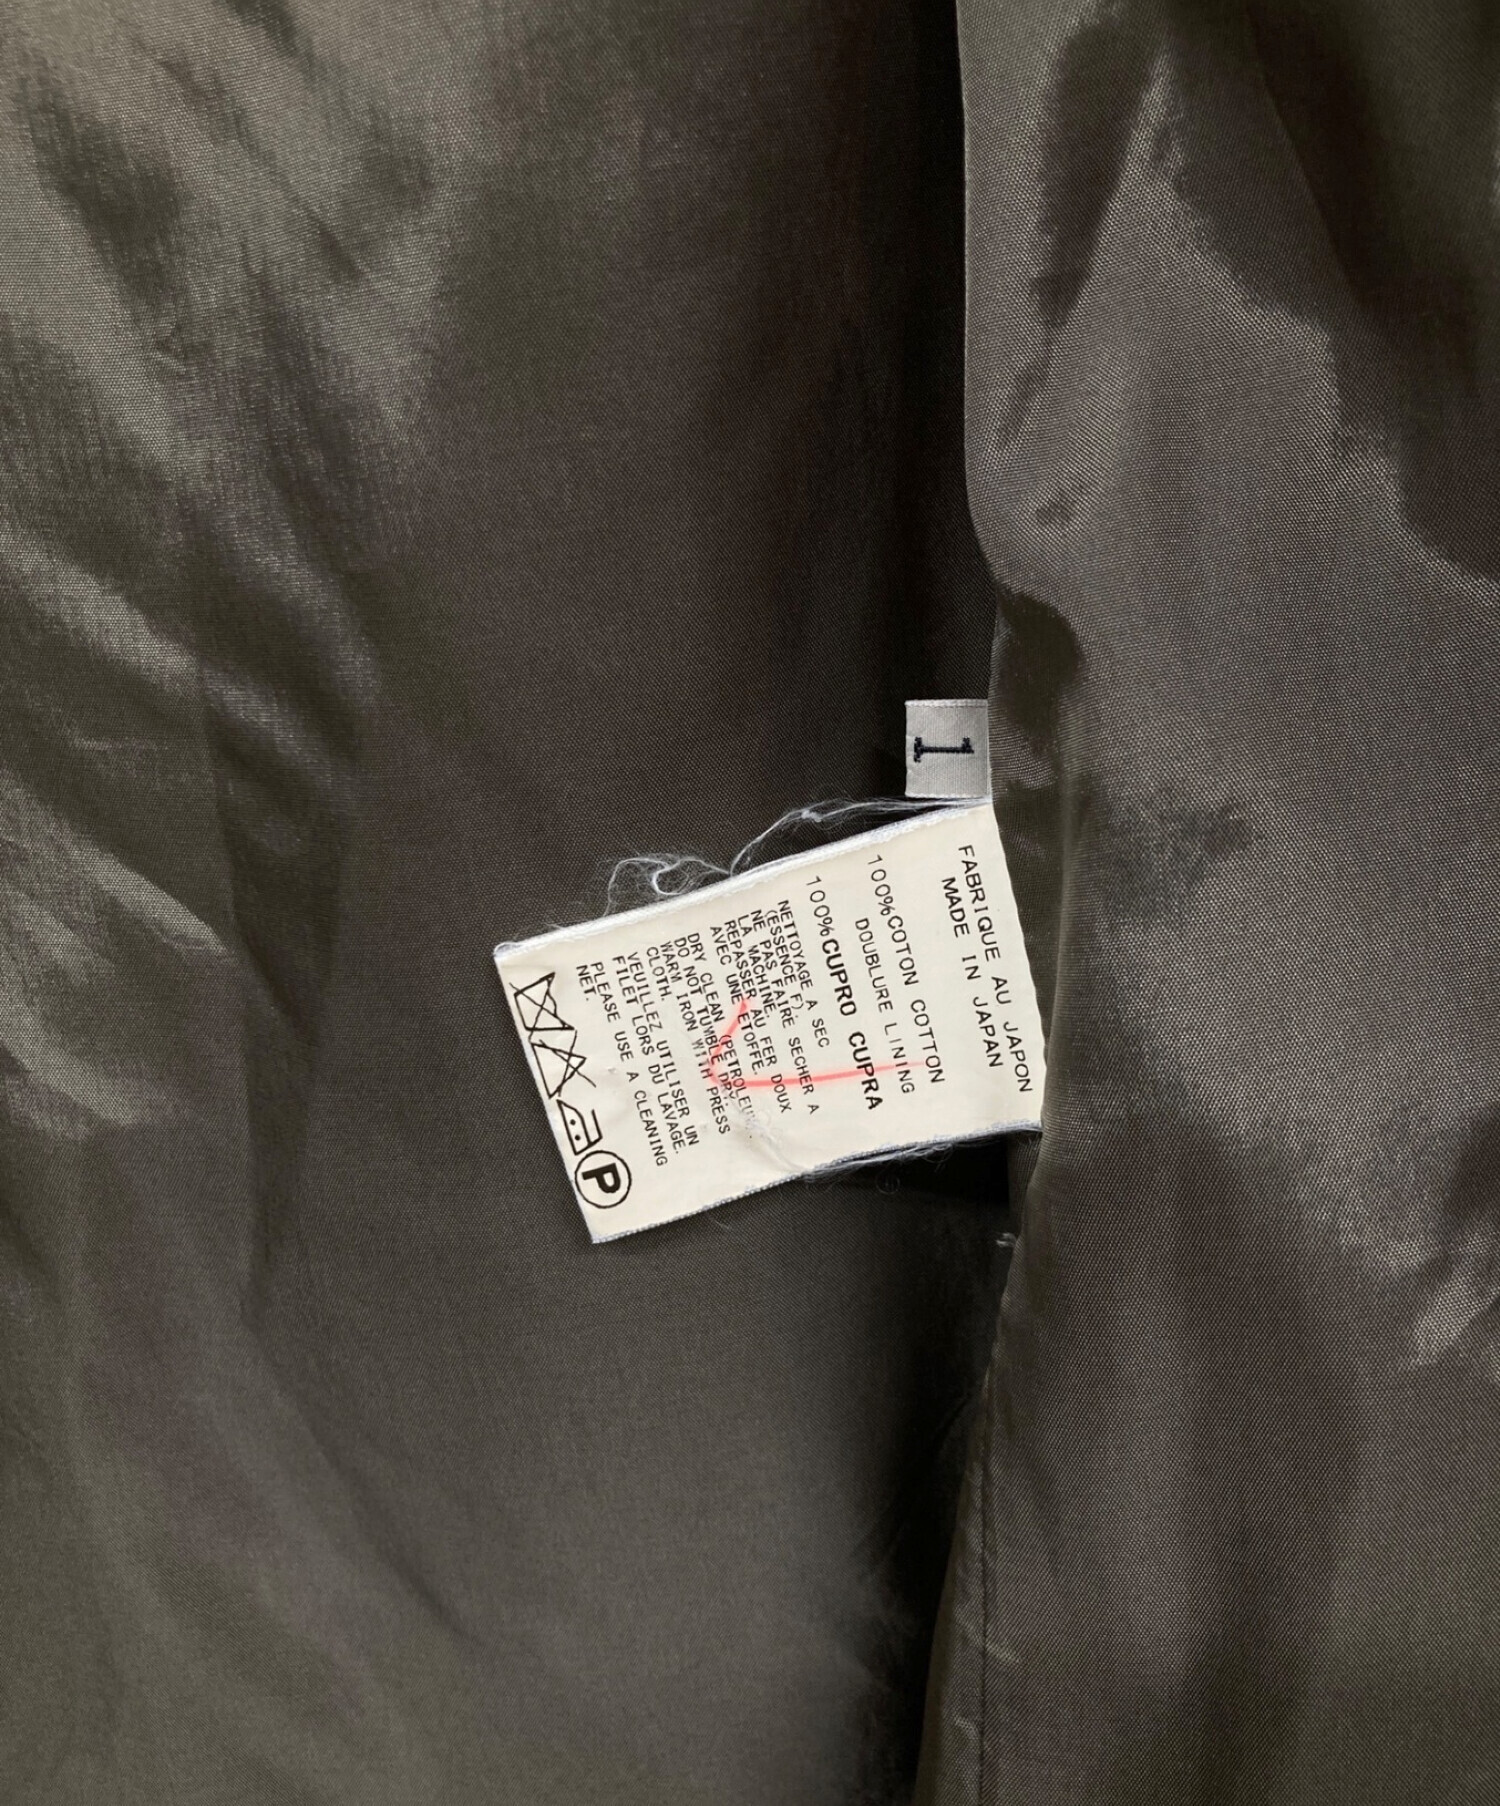 1
FABRIQUE AU JAPON
MADE IN JAPAN
100%COTON COTTON
DOUBLURE LINING
100%CUPRO CUPRA
NETTOYAGE A SEC
(ESSENCE F).
NE PAS FAIRE SECHER A
LA MACHINE.
REPASSER AU FER DOUX
AVEC UNE ETOFFE.
DRY CLEAN (PETROLEUM
DO NOT TUMBLE DRY.
WARM IRON WITH PRESS
CLOTH.
VEUILLEZ UTILISER UN
FILET LORS DU LAVAGE.
PLEASE USE A CLEANING
NET.
P